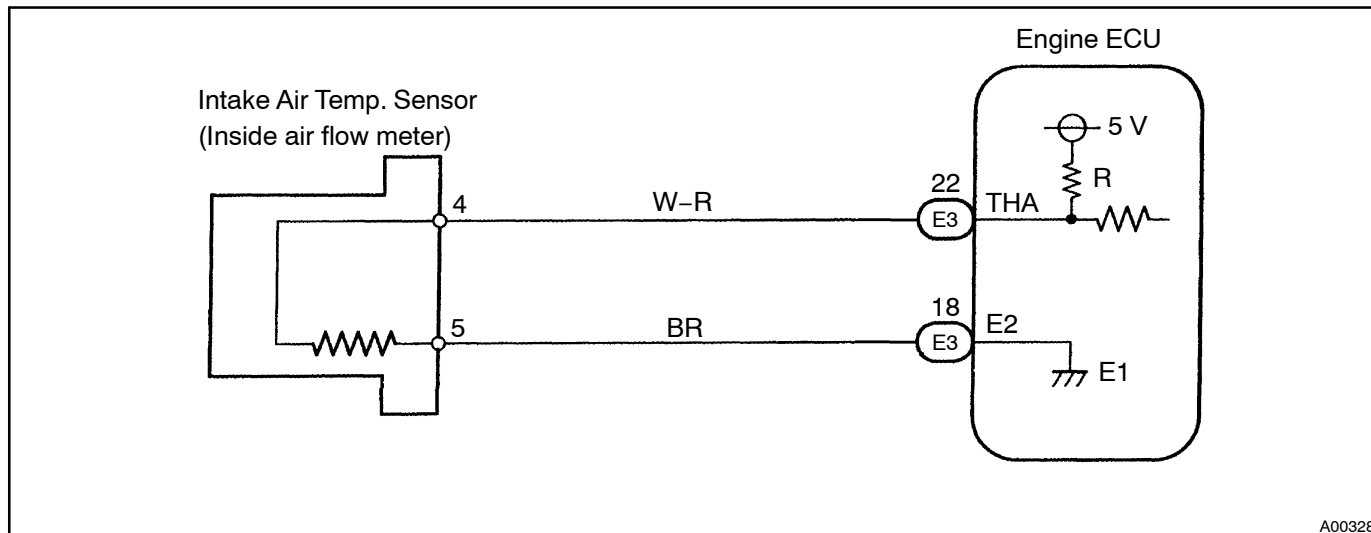 Engine ECU
Intake Air Temp. Sensor
(Inside air flow meter)
5 V
R
4
W–R
22
E3
THA
5
BR
18
E3
E2
E1
A00328